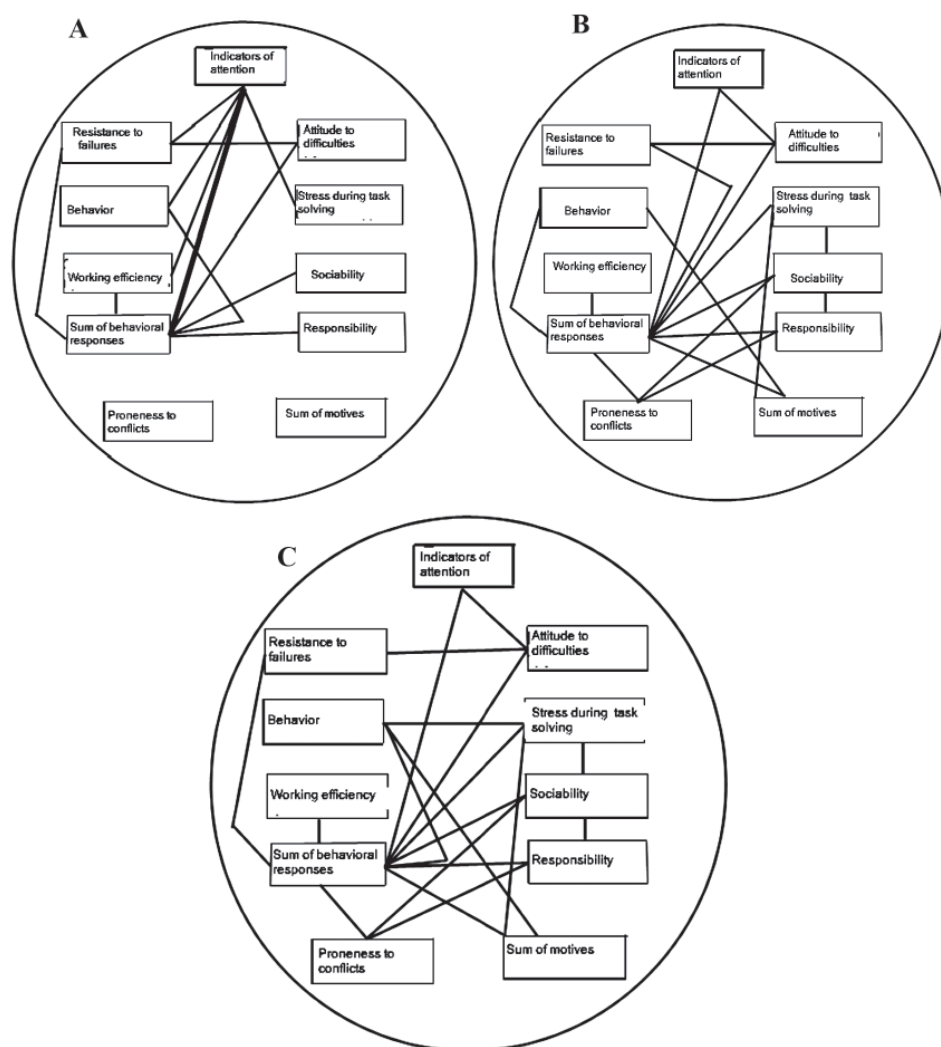 A
Indicators of
attention
Resistance to
failures
Attitude to
difficulties
Behavior
Stress during task
solving
Working efficiency
Sociability
Sum of behavioral
responses
Responsibility
Proneness to
conflicts
Sum of motives
B
Indicators of
attention
Resistance to
failures
Attitude to
difficulties
Behavior
Stress during task
solving
Working efficiency
Sociability
Sum of behavioral
responses
Responsibility
Proneness to
conflicts
Sum of motives
C
Indicators of
attention
Resistance to
failures
Attitude to
difficulties
Behavior
Stress during task
solving
Working efficiency
Sociability
Sum of behavioral
responses
Responsibility
Proneness to
conflicts
Sum of motives